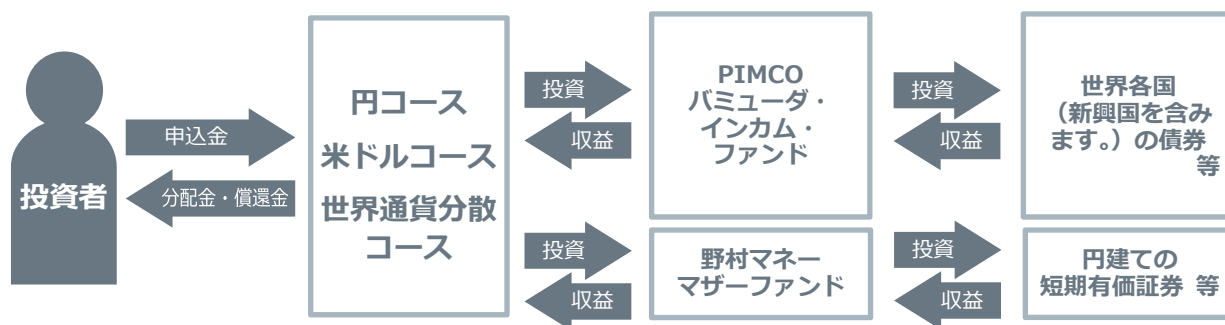 投資者
申込金
分配金・償還金
円コース
米ドルコース
世界通貨分散
コース
投資
収益
PIMCO
バミューダ・
インカム・
ファンド
投資
収益
世界各国
（新興国を含み
ます。）の債券
等
投資
収益
野村マネー
マザーファンド
投資
収益
円建ての
短期有価証券 等